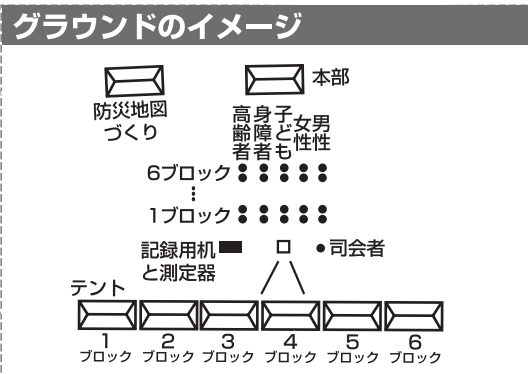 グラウンドのイメージ
本部
防災地図
づくり
高齢者
身障者
子ども
女性
男性
6ブロック
1ブロック
記録用机
と測定器
司会者
テント
1
ブロック
2
ブロック
3
ブロック
4
ブロック
5
ブロック
6
ブロック